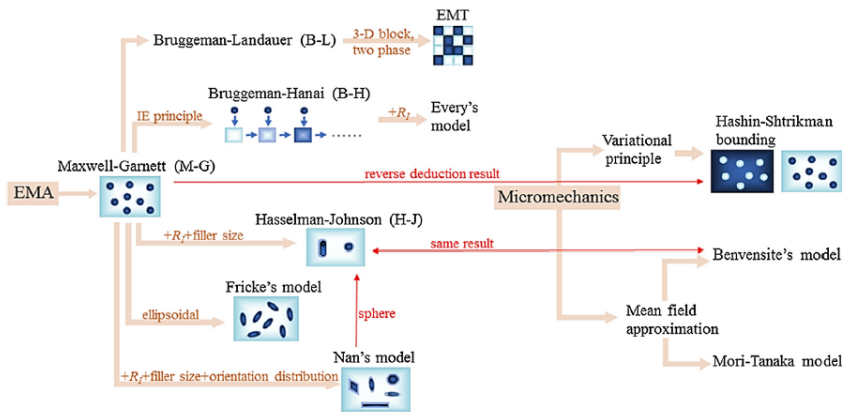 EMT
Bruggeman-Landauer (B-L)
3-D block,
two phase
Bruggeman-Hanai (B-H)
IE principle
......
+R_I
Every's
model
Maxwell-Garnett (M-G)
EMA
reverse deduction result
Variational
principle
Hashin-Shtrikman
bounding
Micromechanics
Hasselman-Johnson (H-J)
+R_I+filler size
same result
Benvensite's model
Fricke's model
ellipsoidal
sphere
Mean field
approximation
Nan's model
+R_I+filler size+orientation distribution
Mori-Tanaka model